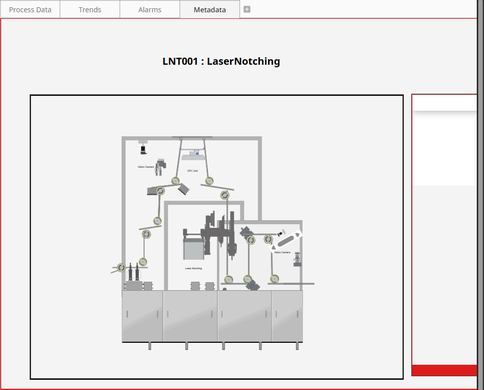 Process Data
Trends
Alarms
Metadata
LNT001 : LaserNotching
Laser Notching